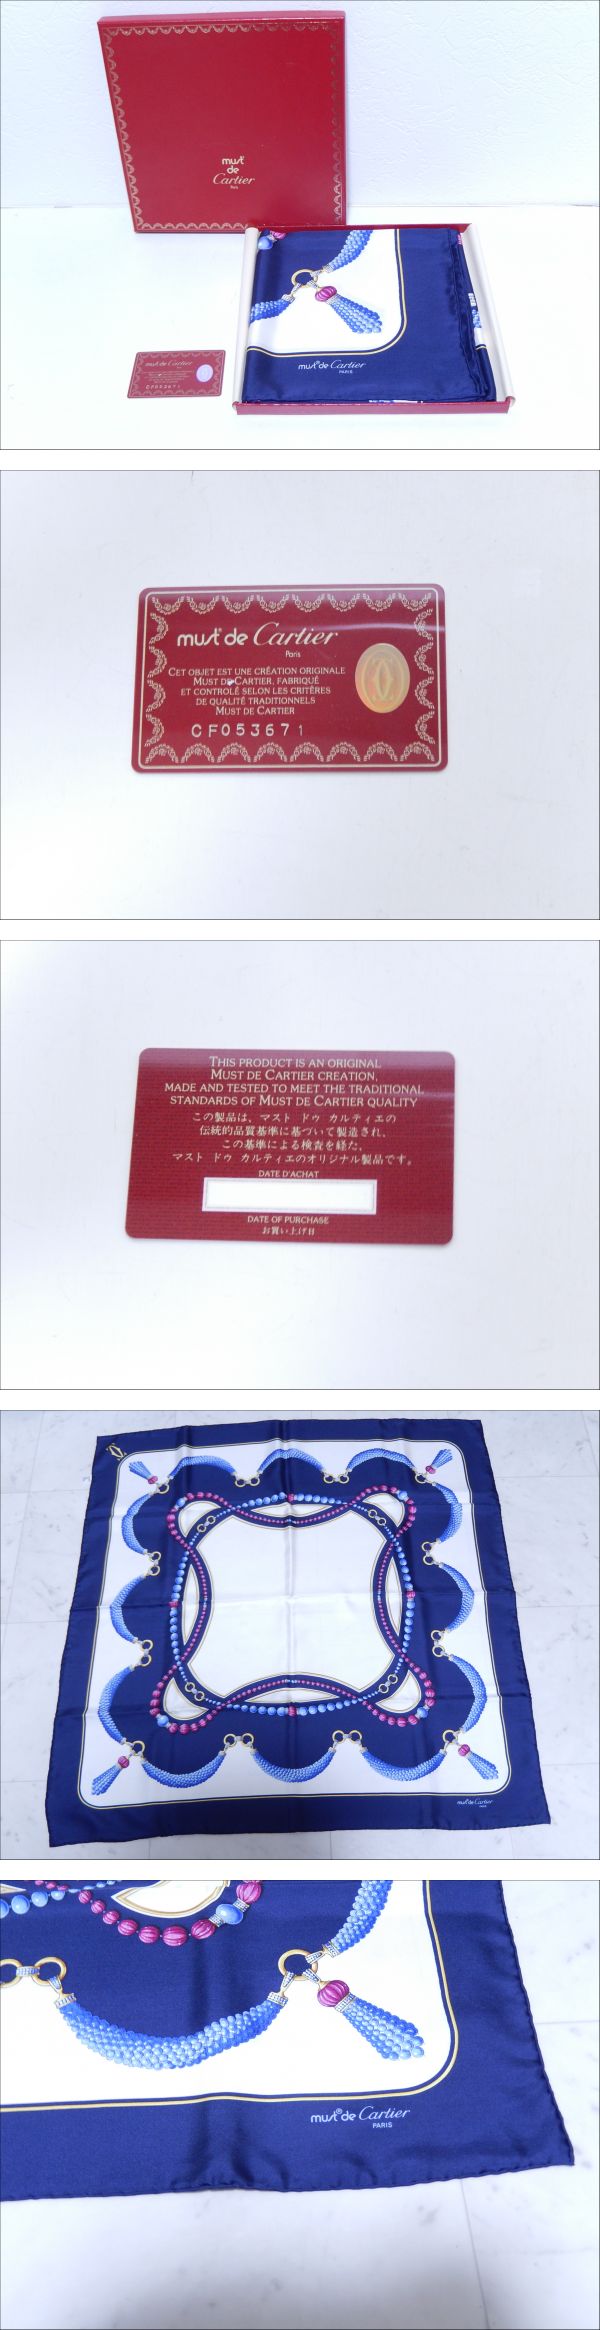 must
de
Cartier
Paris
must de Cartier
PARIS
must de Cartier
CF053671
must de Cartier
Paris
CET OBJET EST UNE CRÉATION ORIGINALE
MUST DE CARTIER, FABRIQUÉ
ET CONTROLÉ SELON LES CRITÈRES
DE QUALITÉ TRADITIONNELS
MUST DE CARTIER
CF053671
THIS PRODUCT IS AN ORIGINAL
MUST DE CARTIER CREATION,
MADE AND TESTED TO MEET THE TRADITIONAL
STANDARDS OF MUST DE CARTIER QUALITY
この製品は、マスト ドゥ カルティエの
伝統的品質基準に基づいて製造され、
この基準による検査を経た、
マスト ドゥ カルティエのオリジナル製品です。
DATE D'ACHAT
DATE OF PURCHASE
お買い上げ日
must de Cartier
PARIS
must® de Cartier
PARIS